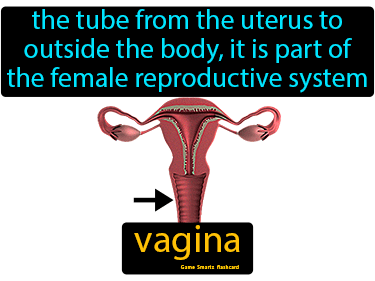 the tube from the uterus to
outside the body, it is part of
the female reproductive system
vagina
Game Smartz flashcard